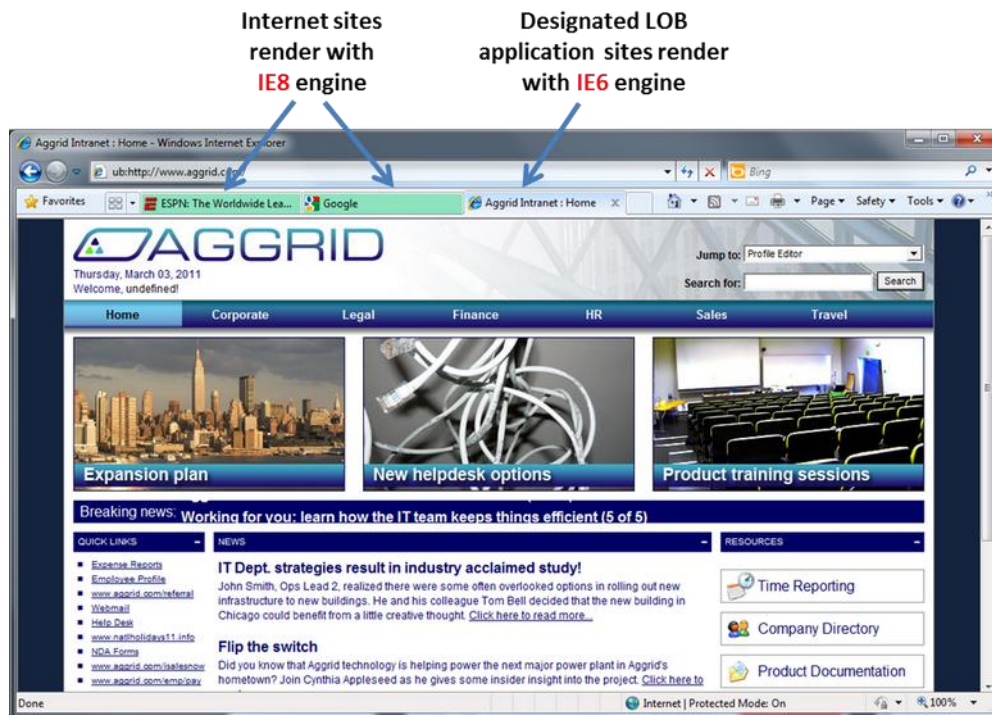 Internet sites
render with
IE8 engine
Designated LOB
application sites render
with IE6 engine
Aggrid Intranet : Home - Windows Internet Explorer
ub:http://www.aggrid.com/
Bing
Favorites
ESPN: The Worldwide Lea...
Google
Aggrid Intranet : Home
Page
Safety
Tools
AGGRID
Thursday, March 03, 2011
Welcome, undefined!
Jump to: Profile Editor
Search for:
Search
Home Corporate Legal Finance HR Sales Travel
Expansion plan
New helpdesk options
Product training sessions
Breaking news:
Working for you: learn how the IT team keeps things efficient (5 of 5)
QUICK LINKS
Expense Reports
Employee Profile
www.aggrid.com/referral
Webmail
Help Desk
www.natlholidays11.info
NDA Forms
www.aggrid.com/isalesnow
www.aggrid.com/emp/pay
NEWS
IT Dept. strategies result in industry acclaimed study!
John Smith, Ops Lead 2, realized there were some often overlooked options in rolling out new
infrastructure to new buildings. He and his colleague Tom Bell decided that the new building in
Chicago could benefit from a little creative thought. Click here to read more...
Flip the switch
Did you know that Aggrid technology is helping power the next major power plant in Aggrid's
hometown? Join Cynthia Appleseed as he gives some insider insight into the project. Click here to
RESOURCES
Time Reporting
Company Directory
Product Documentation
Done
Internet | Protected Mode: On
100%